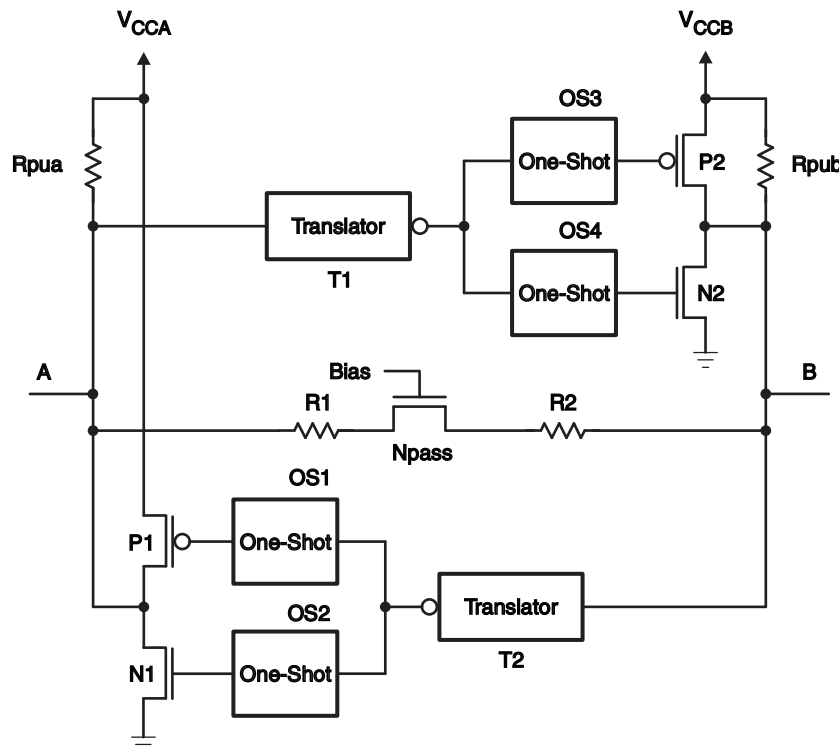 VCCA
VCCB
OS3
Rpua
One-Shot
P2
Rpub
Translator
OS4
T1
One-Shot
N2
A
Bias
B
R1
R2
Npass
OS1
P1
One-Shot
OS2
Translator
N1
One-Shot
T2